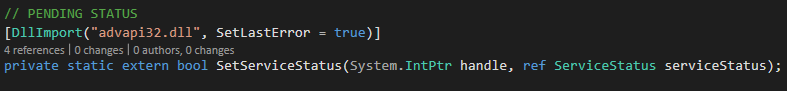 // PENDING STATUS
[DllImport("advapi32.dll", SetLastError = true)]
4 references | 0 changes | 0 authors, 0 changes
private static extern bool SetServiceStatus(System.IntPtr handle, ref ServiceStatus serviceStatus);